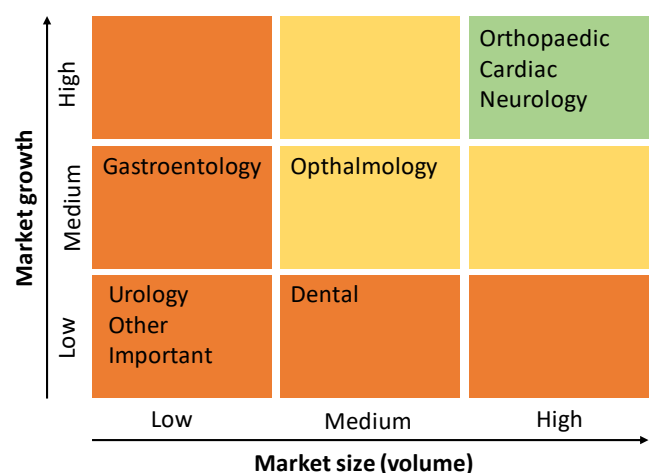 Market growth
High
Orthopaedic
Cardiac
Neurology
Medium
Gastroentology
Opthalmology
Low
Urology
Other
Important
Dental
Low
Medium
High
Market size (volume)